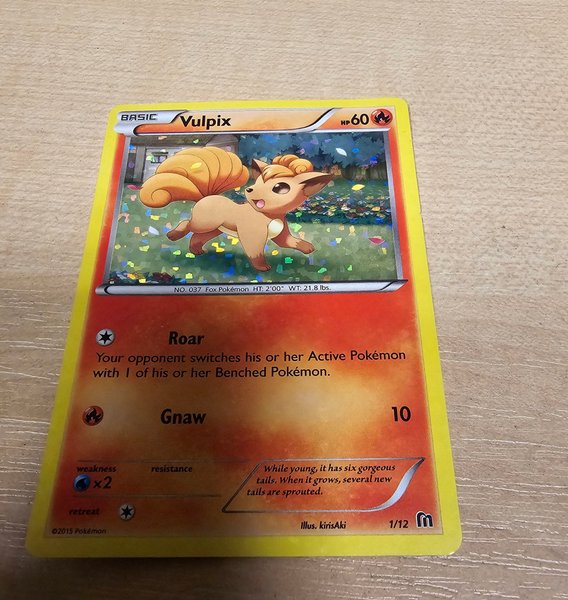 BASIC Vulpix HP60
NO. 037 Fox Pokémon HT: 2'00" WT: 21.8 lbs.
Roar
Your opponent switches his or her Active Pokémon
with 1 of his or her Benched Pokémon.
Gnaw 10
weakness resistance
×2
retreat
While young, it has six gorgeous
tails. When it grows, several new
tails are sprouted.
©2015 Pokémon Illus. kirisAki 1/12 m